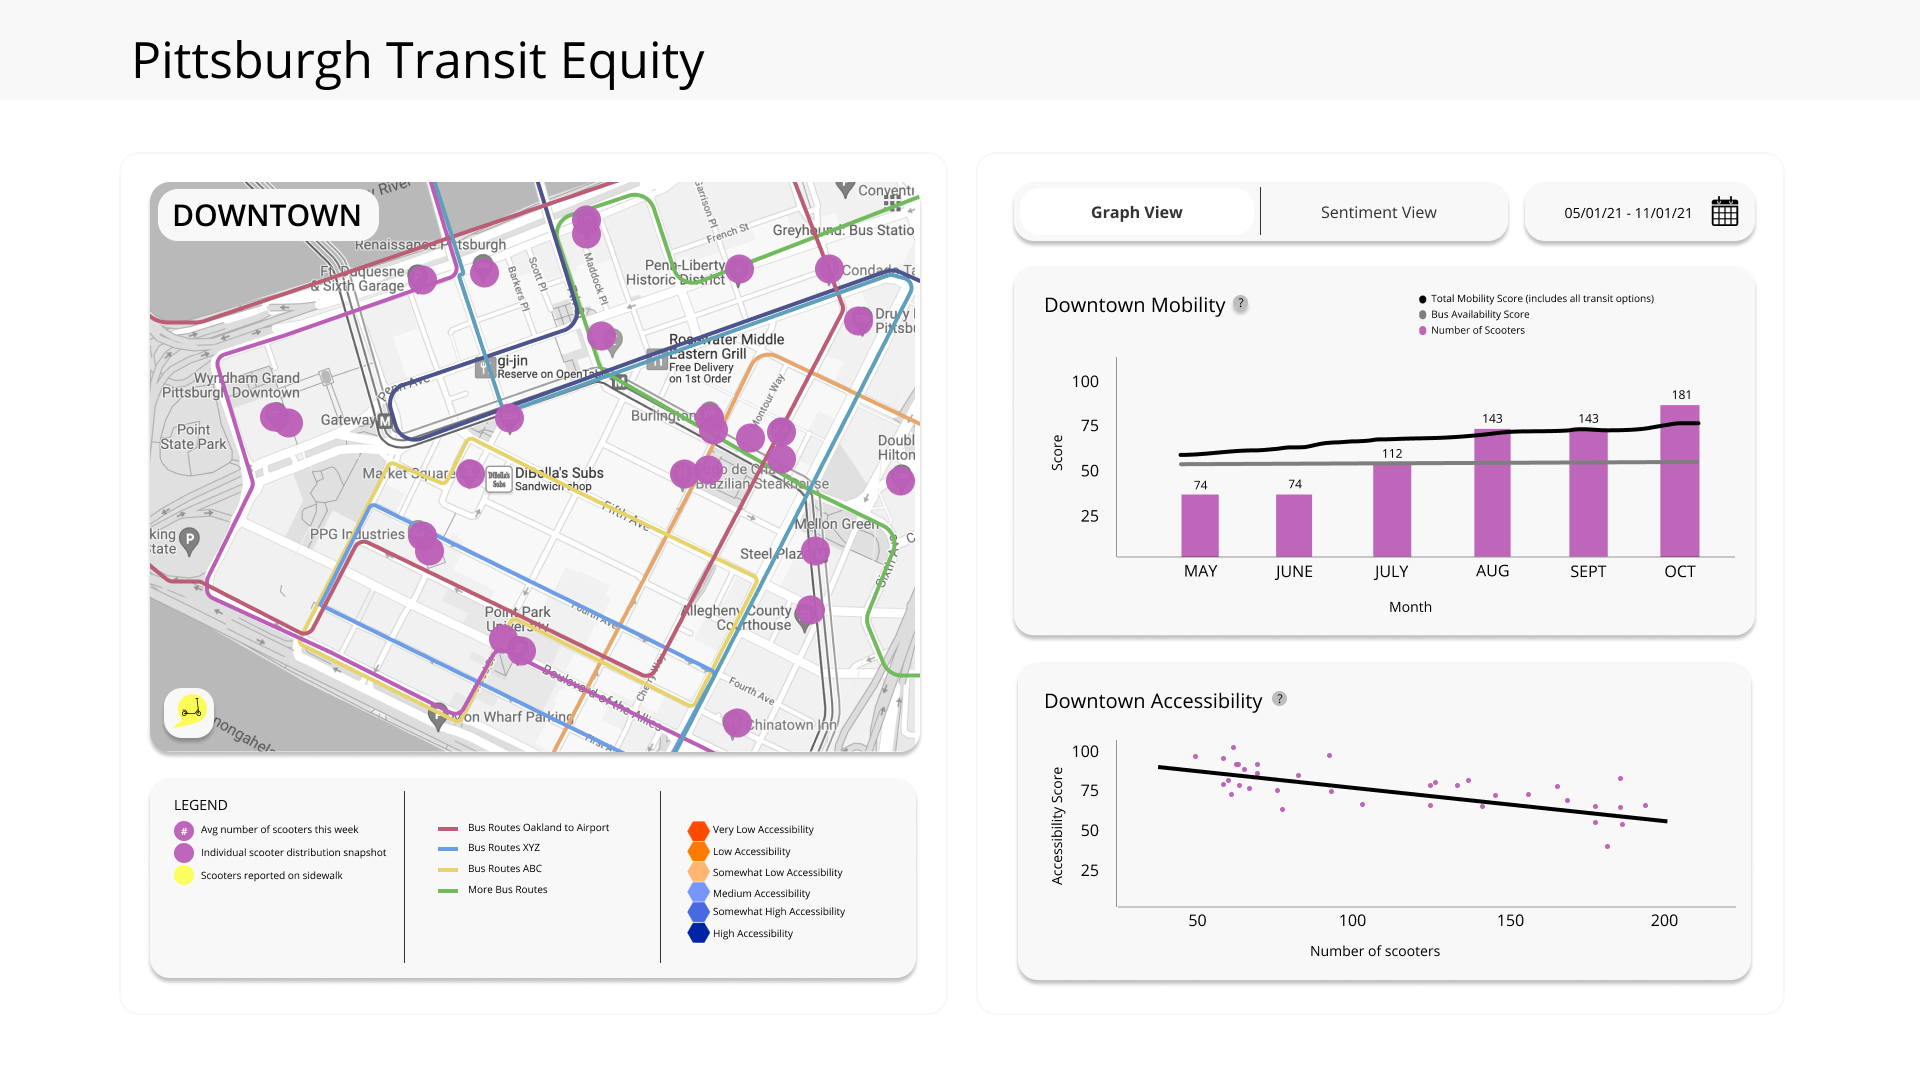 Pittsburgh Transit Equity
DOWNTOWN
Conventi
Garrison Pl
French St
Greyhound: Bus Statio
Renaissance Pittsburgh
Ft. Duquesne
& Sixth Garage
Barkers Pl
Scott Pl
Maddock Pl
Penn-Liberty
Historic District
Condado Ta
Drury
Pittsbu
Rosewater Middle
Eastern Grill
Free Delivery
on 1st Order
gi-jin
Reserve on OpenTable
Penn Ave
Wyndham Grand
Pittsburgh Downtown
Gateway
M
M
Point
State Park
Burlington
Montour Way
Doubl
Hilton
Market Square
DiBella's Subs
DiBella's Subs
Sandwich shop
Brazilian Steakhouse
Fifth Ave
Mellon Green
PPG Industries
Steel Plaza
Sixth Ave
king
State
P
Point Park
University
Fourth Ave
Allegheny County
Courthouse
Boulevard of the Allies
Cherry Way
Fourth Ave
on Wharf Parking
P
First A
Chinatown Inn
nongahela
LEGEND
# Avg number of scooters this week
Individual scooter distribution snapshot
Scooters reported on sidewalk
Bus Routes Oakland to Airport
Bus Routes XYZ
Bus Routes ABC
More Bus Routes
Very Low Accessibility
Low Accessibility
Somewhat Low Accessibility
Medium Accessibility
Somewhat High Accessibility
High Accessibility
Graph View
Sentiment View
05/01/21 - 11/01/21
Downtown Mobility ?
Total Mobility Score (includes all transit options)
Bus Availability Score
Number of Scooters
Score
100
75
50
25
74
74
112
143
143
181
MAY JUNE JULY AUG SEPT OCT
Month
Downtown Accessibility ?
Accessibility Score
100
75
50
25
50 100 150 200
Number of scooters